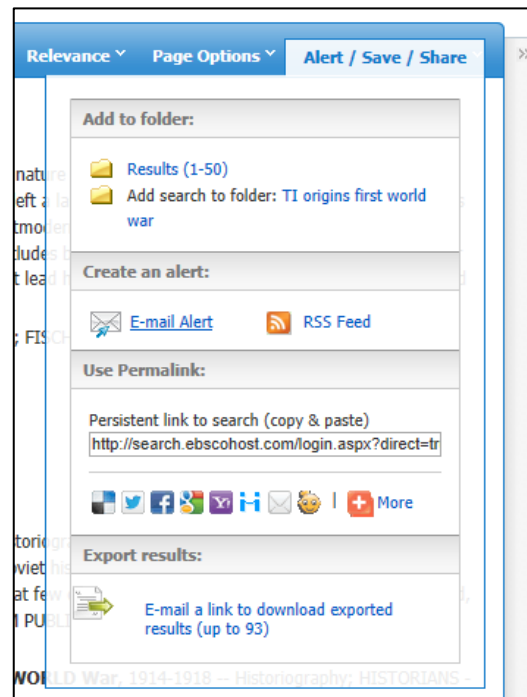 Relevance Page Options Alert / Save / Share
Add to folder:
Results (1-50)
Add search to folder: TI origins first world
war
Create an alert:
E-mail Alert RSS Feed
Use Permalink:
Persistent link to search (copy & paste)
http://search.ebscohost.com/login.aspx?direct=tr
More
Export results:
E-mail a link to download exported
results (up to 93)
WORLD War, 1914-1918 -- Historiography; HISTORIANS -